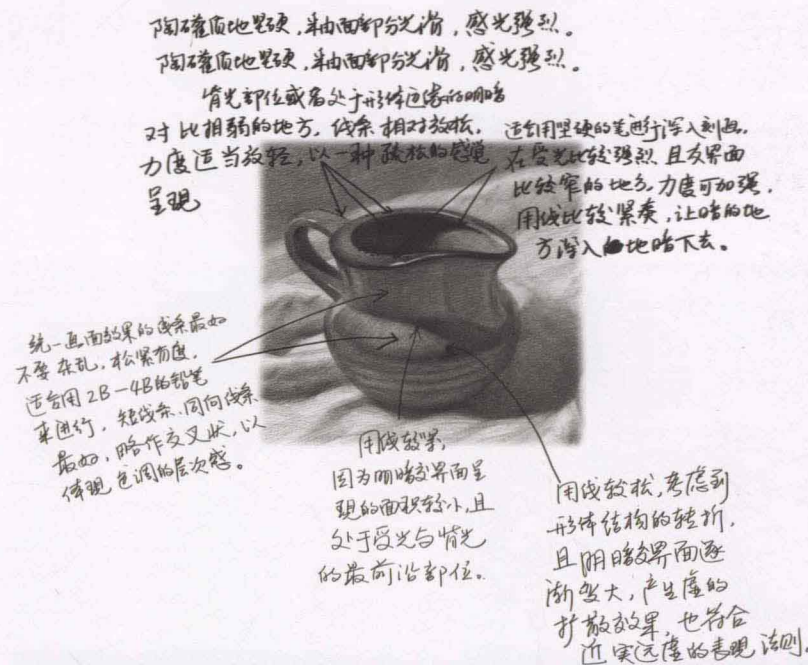 陶罐质地坚硬，釉面部分光滑，感光强烈。
陶罐质地坚硬，釉面部分光滑，感光强烈。
背光部位或者处于形体边缘的明暗
对比相弱的地方，线条相对放松，
力度适当放轻，以一种较松的感觉
呈现
适合用坚硬的笔进行深入刻画，
在受光比较强烈且交界面
比较窄的地方，力度可加强，
用线比较紧凑，让暗的地
方深入地暗下去。
统一画面效果的线条最好
不要杂乱，松紧有度，
适合用2B—4B的铅笔
来进行，短线条、同向线条
最好，略作交叉状，以
体现色调的层次感。
用线较紧，
因为明暗交界面呈
现的面积较小，且
处于受光与背光
的最前沿部位。
用线较松，考虑到
形体结构的转折，
且明暗交界面逐
渐变大，产生虚的
扩散效果，也符合
近实远虚的表现法则。